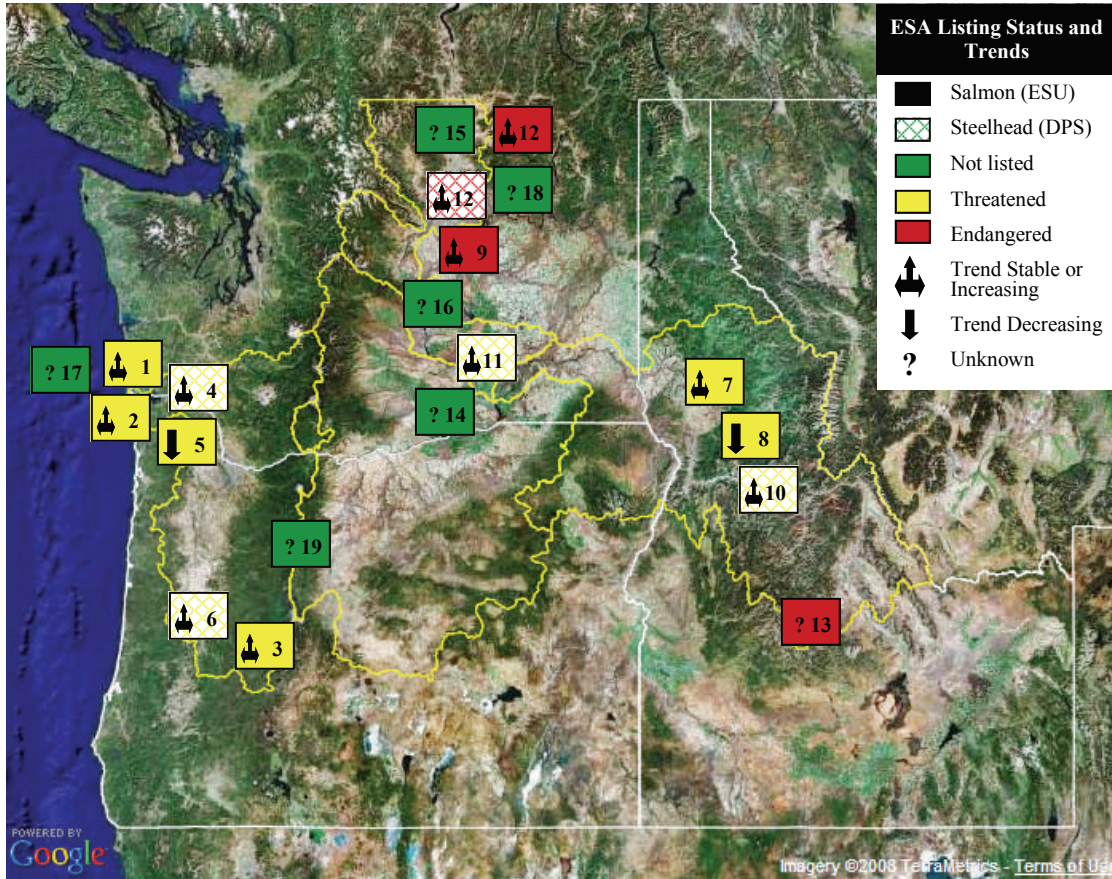 ESA Listing Status and
Trends
Salmon (ESU)
Steelhead (DPS)
Not listed
Threatened
Endangered
Trend Stable or
Increasing
Trend Decreasing
? Unknown
? 15
12
12
? 18
9
? 16
11
? 17
1
4
2
5
? 14
7
8
10
? 19
6
3
? 13
POWERED BY
Google
Imagery ©2008 TerraMetrics - Terms of Us